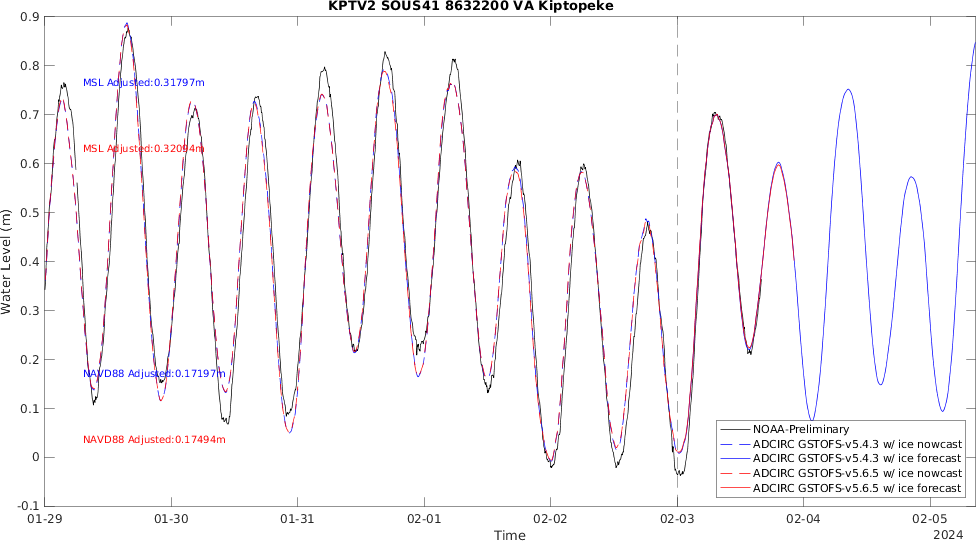 KPTV2 SOUS41 8632200 VA Kiptopeke
0.9
0.8
0.7
0.6
0.5
0.4
0.3
0.2
0.1
0
-0.1
Water Level (m)
MSL Adjusted:0.31797m
MSL Adjusted:0.32094m
NAVD88 Adjusted:0.17197m
NAVD88 Adjusted:0.17494m
NOAA-Preliminary
ADCIRC GSTOFS-v5.4.3 w/ ice nowcast
ADCIRC GSTOFS-v5.4.3 w/ ice forecast
ADCIRC GSTOFS-v5.6.5 w/ ice nowcast
ADCIRC GSTOFS-v5.6.5 w/ ice forecast
01-29 01-30 01-31 02-01 02-02 02-03 02-04 02-05
Time
2024